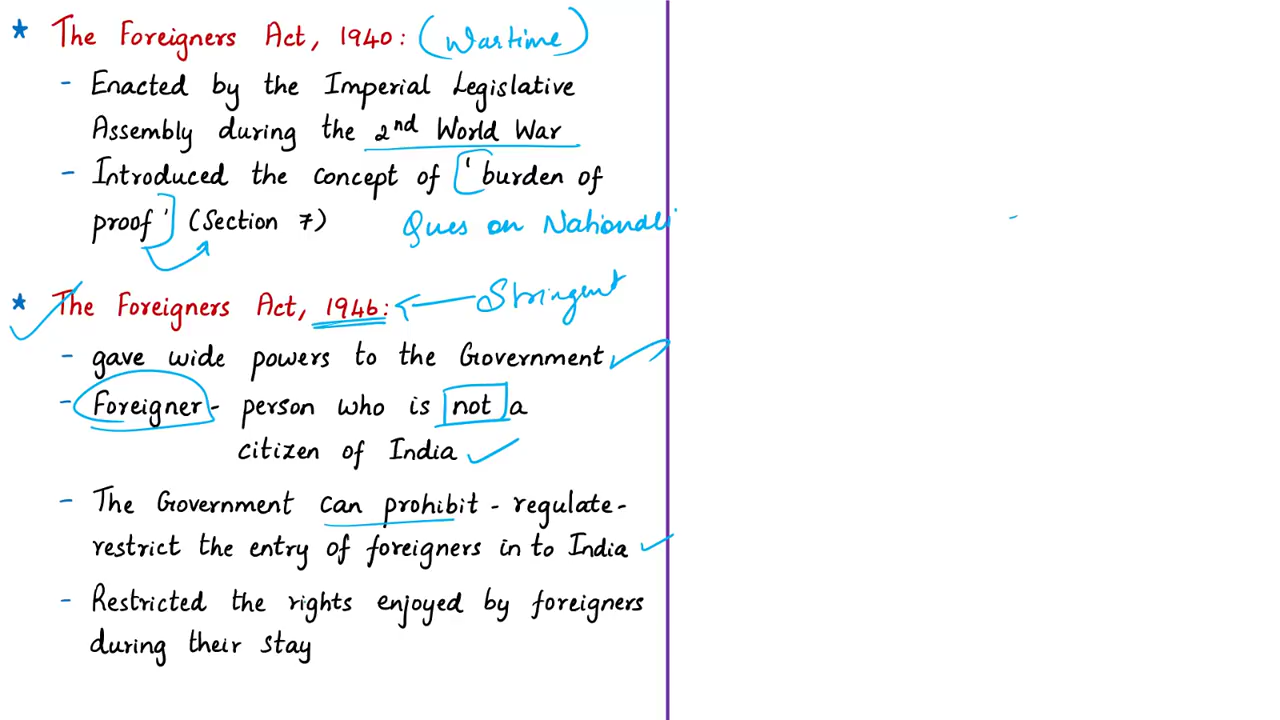 * The Foreigners Act, 1940: (Wartime)
- Enacted by the Imperial Legislative
Assembly during the 2nd World War
- Introduced the concept of 'burden of
proof' (Section 7)
Ques on Nationali
* The Foreigners Act, 1946: Stringent
- gave wide powers to the Government
- Foreigner - person who is not a
citizen of India
- The Government can prohibit - regulate -
restrict the entry of foreigners in to India
- Restricted the rights enjoyed by foreigners
during their stay